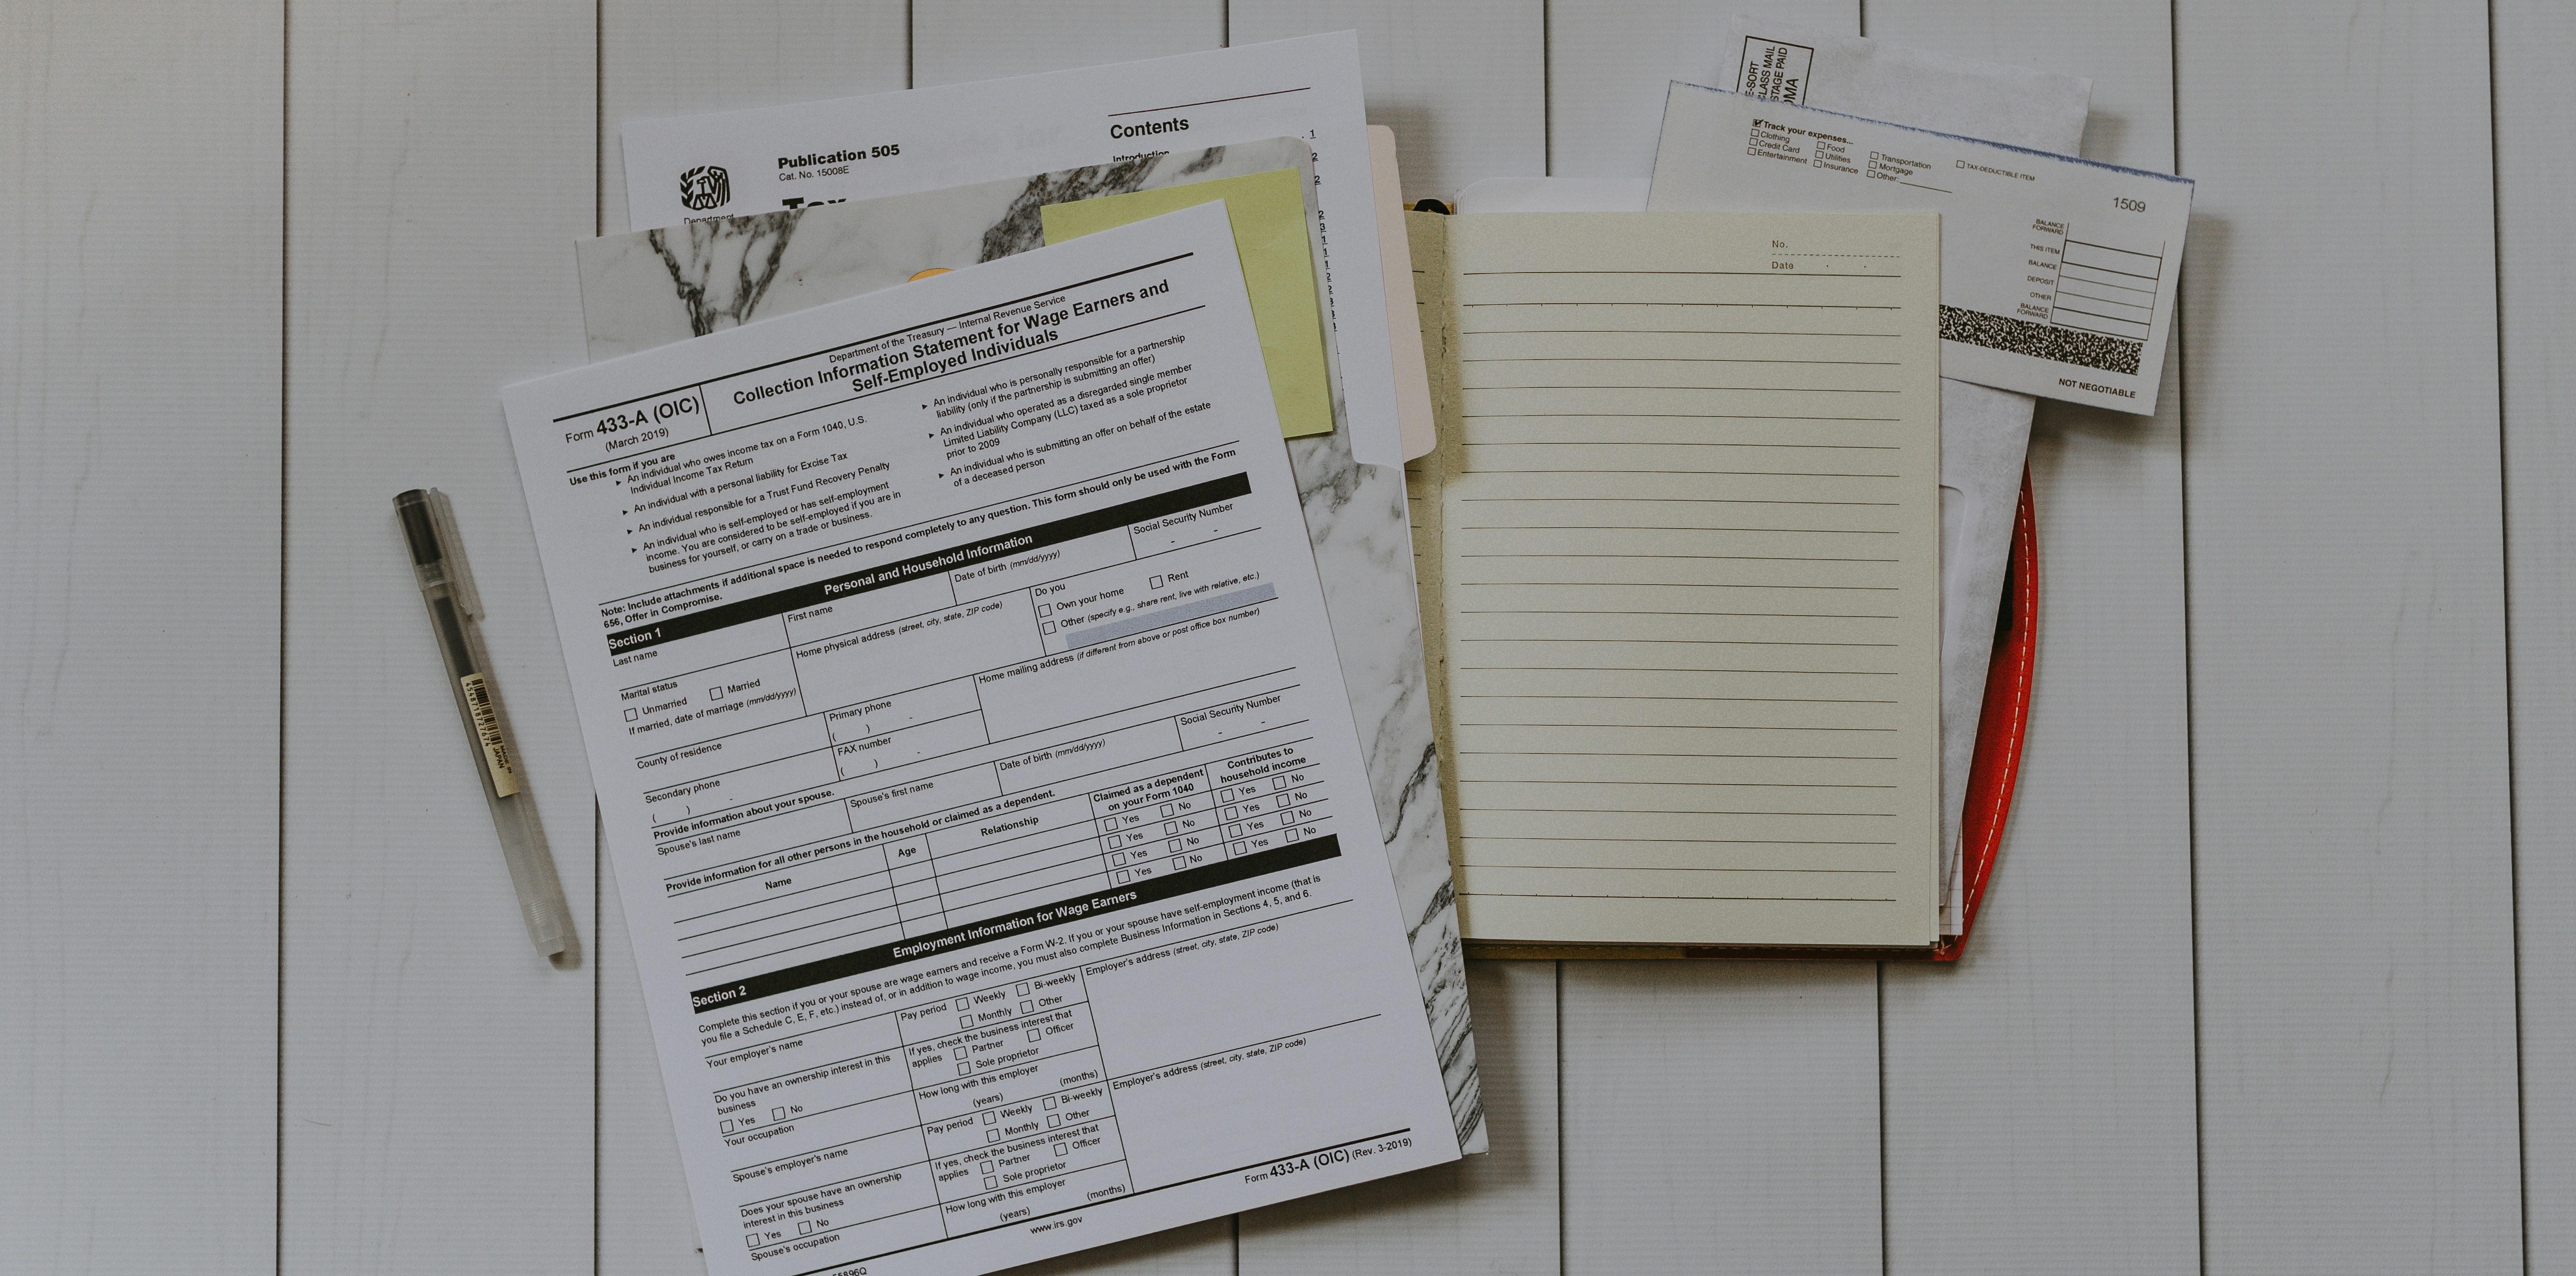 Publication 505
Cat. No. 15008E
Tax
Department
Contents
Introduction
Form 433-A (OIC)
(March 2019)
Department of the Treasury — Internal Revenue Service
Collection Information Statement for Wage Earners and
Self-Employed Individuals
Use this form if you are
► An individual who owes income tax on a Form 1040, U.S.
Individual Income Tax Return
► An individual with a personal liability for Excise Tax
► An individual responsible for a Trust Fund Recovery Penalty
► An individual who is self-employed or has self-employment
income. You are considered to be self-employed if you are in
business for yourself, or carry on a trade or business.
► An individual who is personally responsible for a partnership
liability (only if the partnership is submitting an offer)
► An individual who operated as a disregarded single member
Limited Liability Company (LLC) taxed as a sole proprietor
prior to 2009
► An individual who is submitting an offer on behalf of the estate
of a deceased person
Note: Include attachments if additional space is needed to respond completely to any question. This form should only be used with the Form
656, Offer in Compromise.
Section 1 Personal and Household Information
Last name
First name
Date of birth (mm/dd/yyyy)
Social Security Number
- -
Marital status
Unmarried Married
If married, date of marriage (mm/dd/yyyy)
Home physical address (street, city, state, ZIP code)
Do you
Own your home Rent
Other (specify e.g., share rent, live with relative, etc.)
County of residence
Primary phone
( ) -
Home mailing address (if different from above or post office box number)
Secondary phone
( ) -
FAX number
( ) -
Provide information about your spouse.
Spouse's last name
Spouse's first name
Date of birth (mm/dd/yyyy)
Social Security Number
- -
Provide information for all other persons in the household or claimed as a dependent.
Name
Age
Relationship
Claimed as a dependent
on your Form 1040
Contributes to
household income
Yes No Yes No
Yes No Yes No
Yes No Yes No
Yes No Yes No
Section 2 Employment Information for Wage Earners
Complete this section if you or your spouse are wage earners and receive a Form W-2. If you or your spouse have self-employment income (that is
you file a Schedule C, E, F, etc.) instead of, or in addition to wage income, you must also complete Business Information in Sections 4, 5, and 6.
Your employer's name
Pay period Weekly Bi-weekly
Monthly Other
Employer's address (street, city, state, ZIP code)
Do you have an ownership interest in this
business
Yes No
If yes, check the business interest that
applies Partner Officer
Sole proprietor
Your occupation
How long with this employer
(years) (months)
Spouse's employer's name
Pay period Weekly Bi-weekly
Monthly Other
Employer's address (street, city, state, ZIP code)
Does your spouse have an ownership
interest in this business
Yes No
If yes, check the business interest that
applies Partner Officer
Sole proprietor
Spouse's occupation
How long with this employer
(years) (months)
www.irs.gov
Form 433-A (OIC) (Rev. 3-2019)
No.
Date
CLASS MAIL
STAGE PAID
Track your expenses...
Clothing
Credit Card
Entertainment
Food
Utilities
Insurance
Transportation
Mortgage
Other:
TAX-DEDUCTIBLE ITEM
1509
BALANCE
FORWARD
THIS ITEM
BALANCE
DEPOSIT
OTHER
BALANCE
FORWARD
NOT NEGOTIABLE
JAPAN